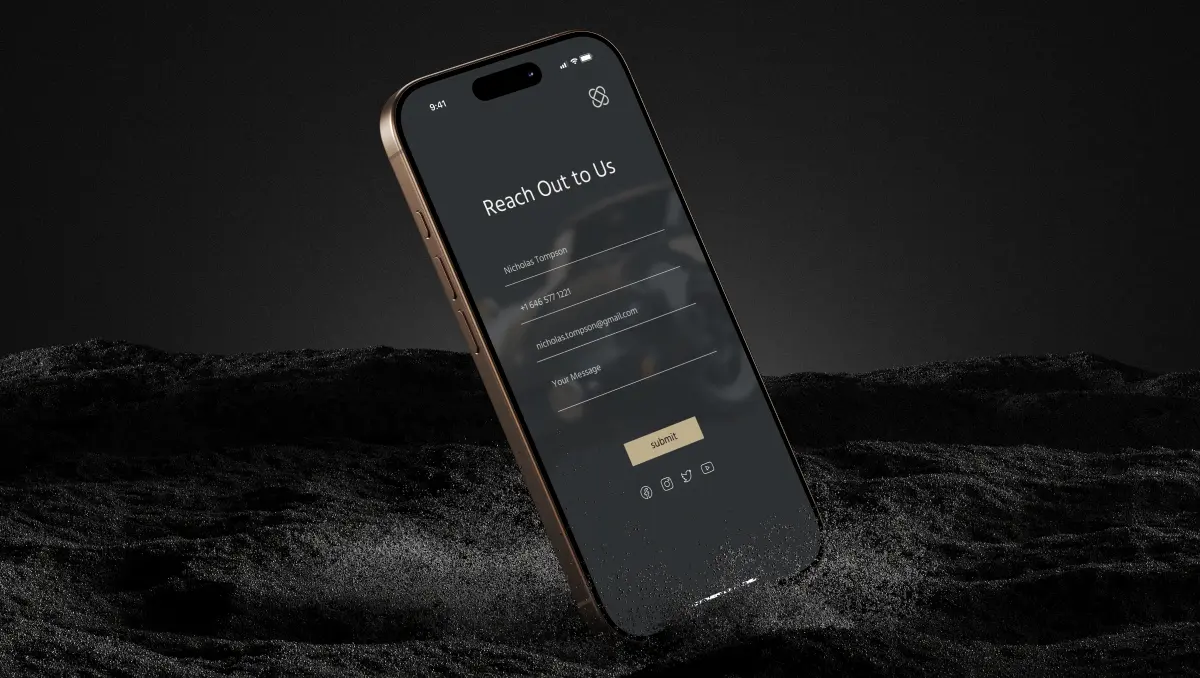 9:41
Reach Out to Us
Nicholas Tompson
+1 646 577 1221
nicholas.tompson@gmail.com
Your Message
submit